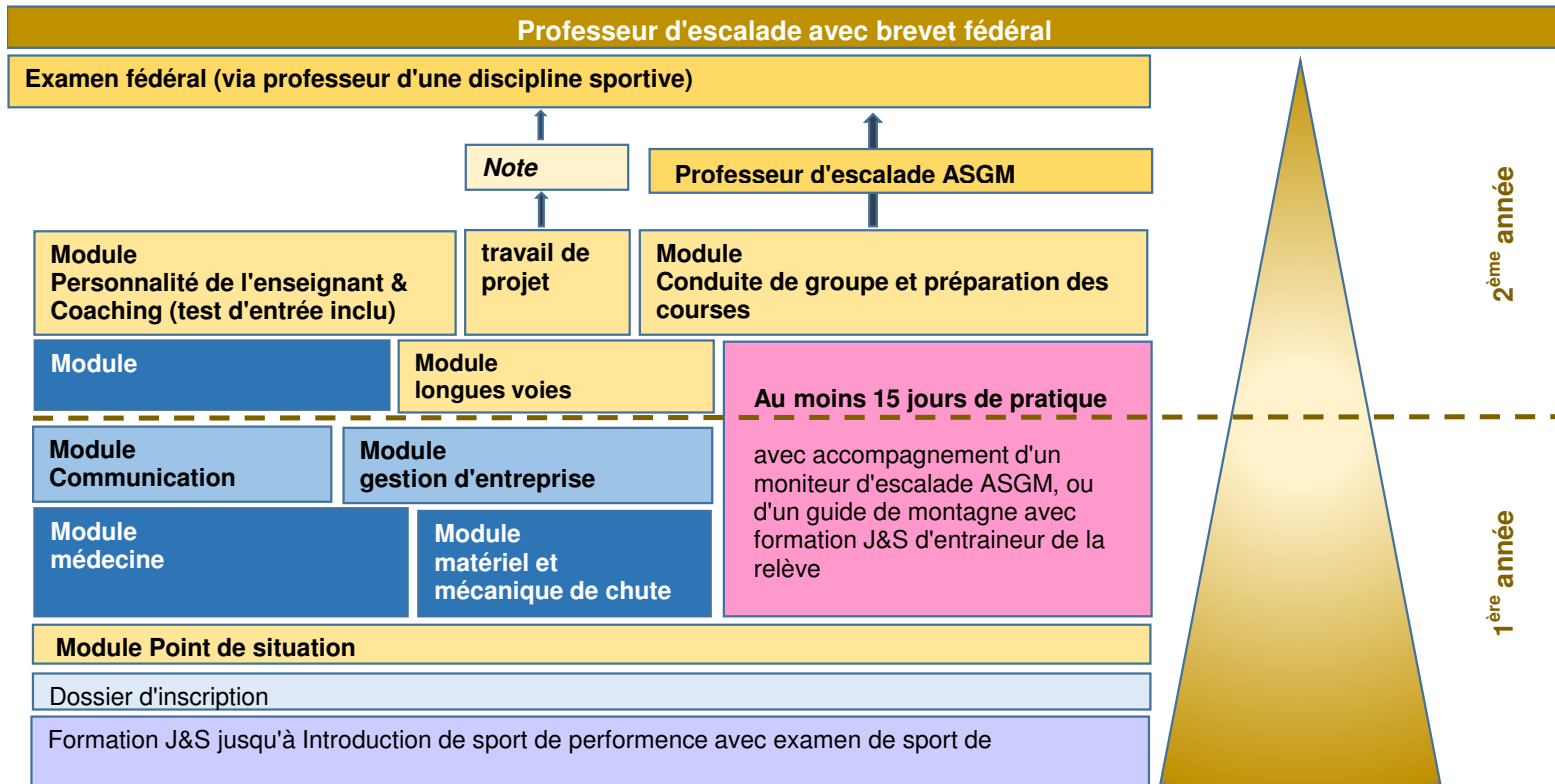 Professeur d'escalade avec brevet fédéral
Examen fédéral (via professeur d'une discipline sportive)
Note
Professeur d'escalade ASGM
Module
Personnalité de l'enseignant &
Coaching (test d'entrée inclu)
travail de
projet
Module
Conduite de groupe et préparation des
courses
2ème année
Module
Module
longues voies
Au moins 15 jours de pratique
avec accompagnement d'un
moniteur d'escalade ASGM, ou
d'un guide de montagne avec
formation J&S d'entraineur de la
relève
Module
Communication
Module
gestion d'entreprise
Module
médecine
Module
matériel et
mécanique de chute
1ère année
Module Point de situation
Dossier d'inscription
Formation J&S jusqu'à Introduction de sport de performence avec examen de sport de